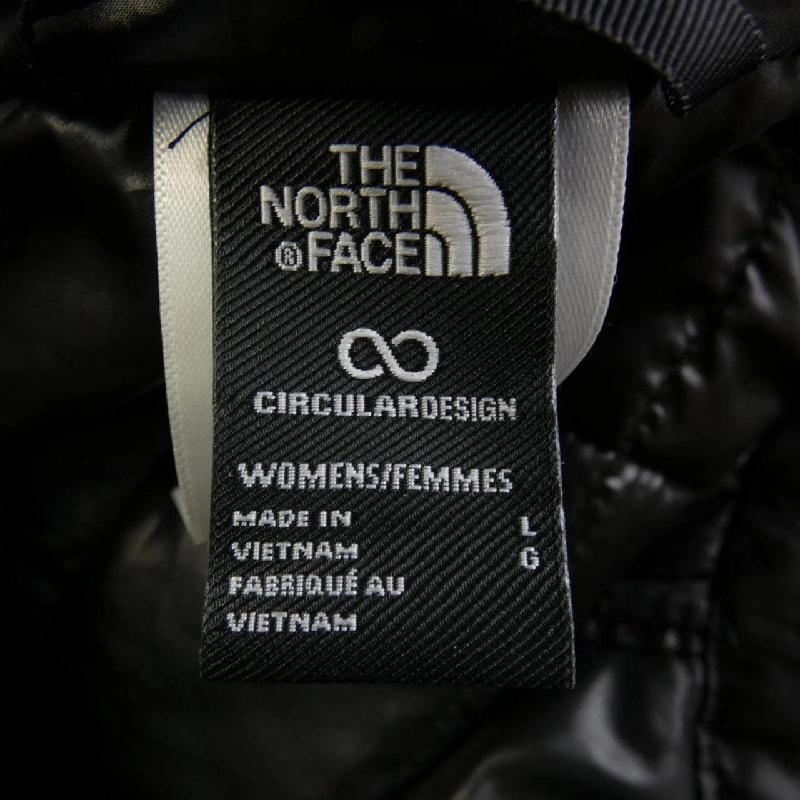 THE
NORTH
® FACE
CIRCULARDESIGN
WOMENS/FEMMES
MADE IN L
VIETNAM G
FABRIQUÉ AU
VIETNAM